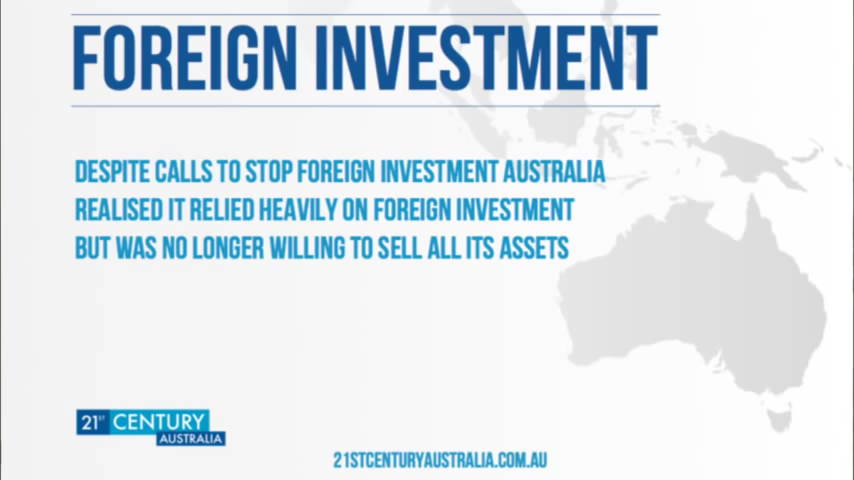 FOREIGN INVESTMENT
DESPITE CALLS TO STOP FOREIGN INVESTMENT AUSTRALIA
REALISED IT RELIED HEAVILY ON FOREIGN INVESTMENT
BUT WAS NO LONGER WILLING TO SELL ALL ITS ASSETS
21ST CENTURY
AUSTRALIA
21STCENTURYAUSTRALIA.COM.AU